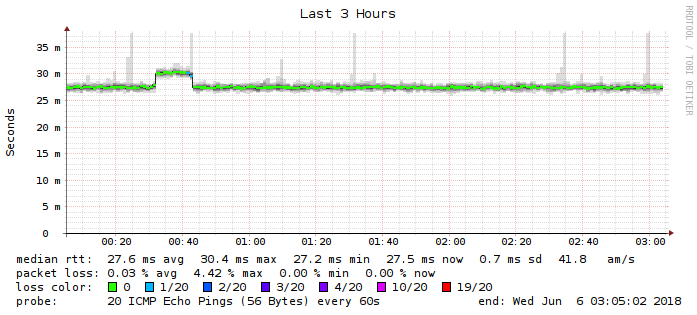 Last 3 Hours
RRDTOOL / TOBI OETIKER
Seconds
35 m
30 m
25 m
20 m
15 m
10 m
5 m
0
00:20 00:40 01:00 01:20 01:40 02:00 02:20 02:40 03:00
median rtt: 27.6 ms avg 30.4 ms max 27.2 ms min 27.5 ms now 0.7 ms sd 41.8 am/s
packet loss: 0.03 % avg 4.42 % max 0.00 % min 0.00 % now
loss color: 0 1/20 2/20 3/20 4/20 10/20 19/20
probe: 20 ICMP Echo Pings (56 Bytes) every 60s end: Wed Jun 6 03:05:02 2018